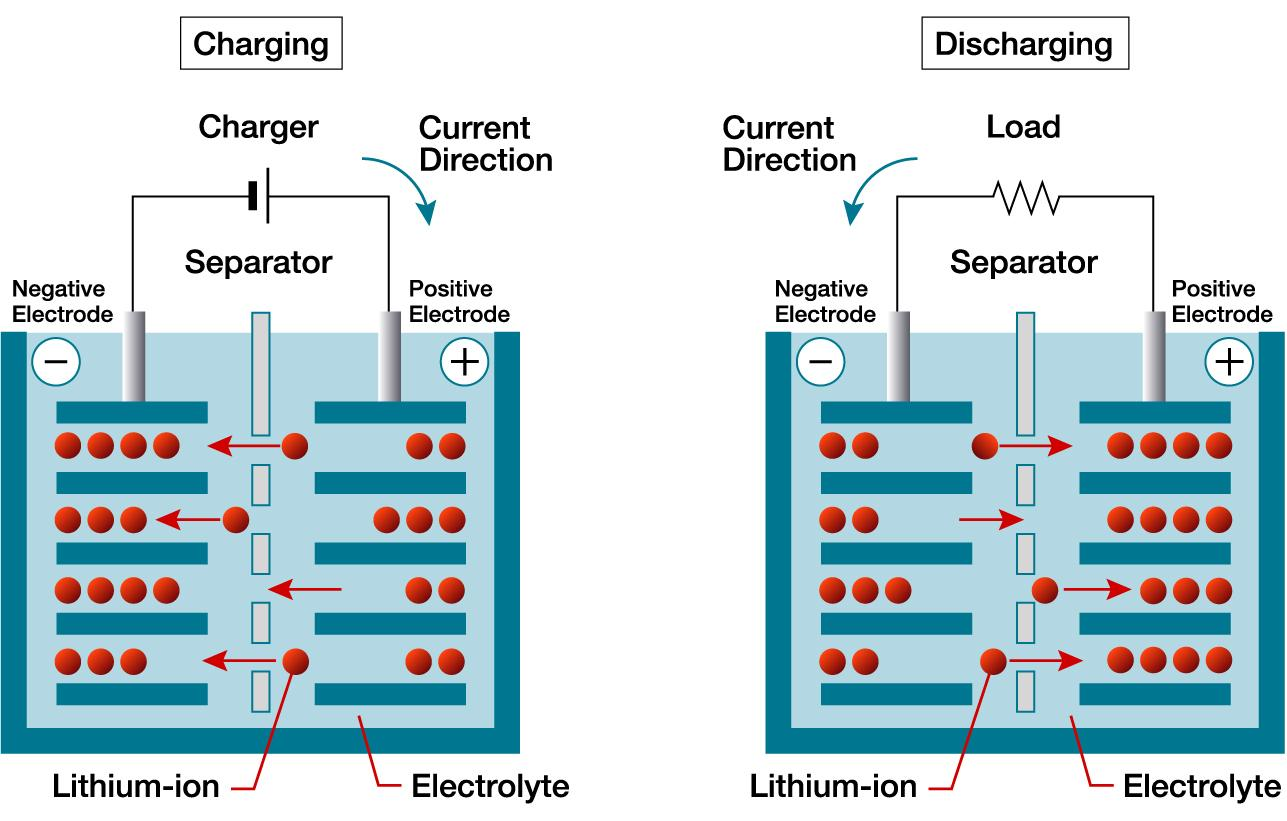 Charging
Charger
Current
Direction
Separator
Negative
Electrode
Positive
Electrode
−
+
Lithium-ion
Electrolyte
Discharging
Current
Direction
Load
Separator
Negative
Electrode
Positive
Electrode
−
+
Lithium-ion
Electrolyte